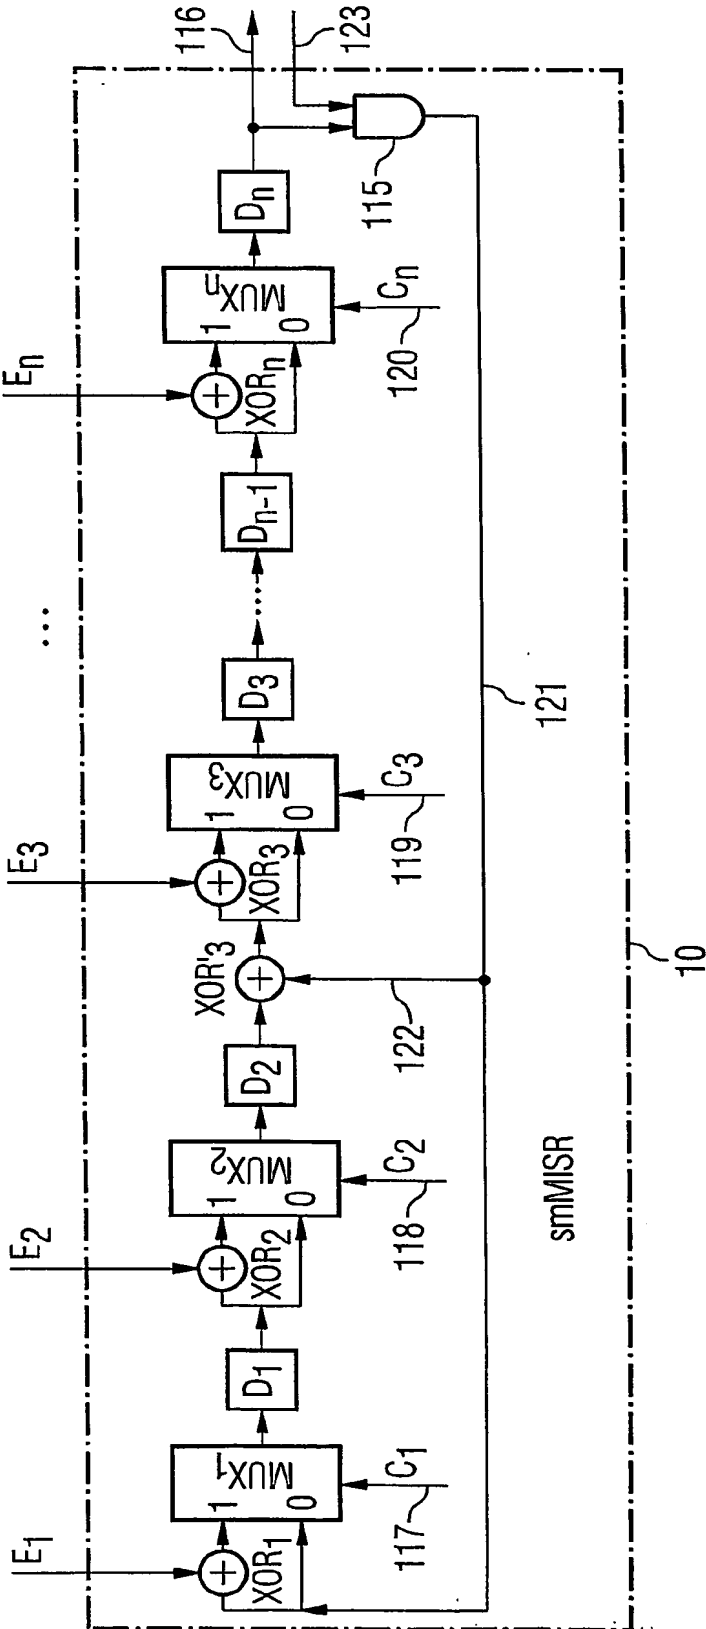 E1 E2 E3 ... En
XOR1 1 0 MUX1 D1 XOR2 1 0 MUX2 D2 XOR'3 XOR3 1 0 MUX3 D3 .... Dn-1 XORn 1 0 MUXn Dn 116
123
115
117 C1 118 C2 122 119 C3 120 Cn
121
smMISR
10